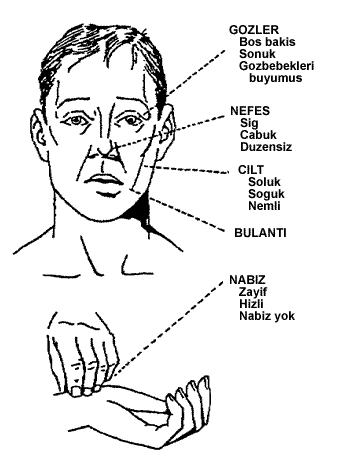 GOZLER
Bos bakis
Sonuk
Gozbebekleri
buyumus
NEFES
Sig
Cabuk
Duzensiz
CILT
Soluk
Soguk
Nemli
BULANTI
NABIZ
Zayif
Hizli
Nabiz yok